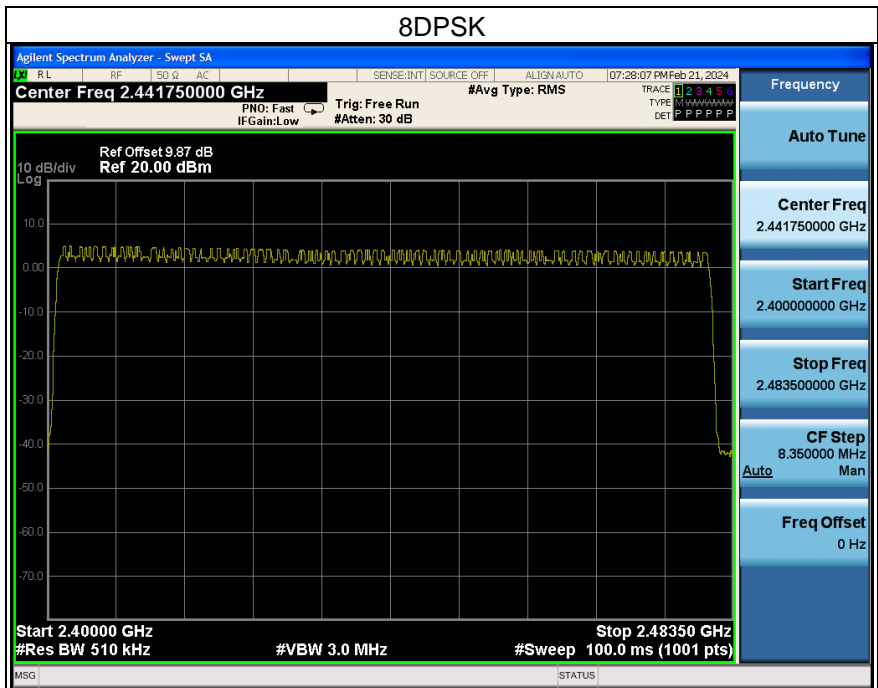 8DPSK
Agilent Spectrum Analyzer - Swept SA
LXI RL RF 50 Ω AC SENSE:INT SOURCE OFF ALIGN AUTO 07:28:07 PM Feb 21, 2024
Center Freq 2.441750000 GHz #Avg Type: RMS TRACE 1 2 3 4 5 6
PNO: Fast Trig: Free Run TYPE M WWWWW
IFGain:Low #Atten: 30 dB DET P P P P P P
Ref Offset 9.87 dB
10 dB/div Ref 20.00 dBm
Log
10.0
0.00
-10.0
-20.0
-30.0
-40.0
-50.0
-60.0
-70.0
Start 2.40000 GHz Stop 2.48350 GHz
#Res BW 510 kHz #VBW 3.0 MHz #Sweep 100.0 ms (1001 pts)
MSG STATUS
Frequency
Auto Tune
Center Freq
2.441750000 GHz
Start Freq
2.400000000 GHz
Stop Freq
2.483500000 GHz
CF Step
8.350000 MHz
Auto Man
Freq Offset
0 Hz